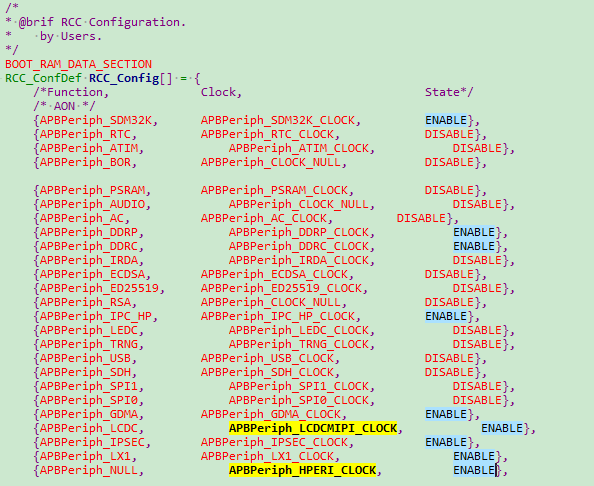 /*
* @brif RCC Configuration.
*   by Users.
*/
BOOT_RAM_DATA_SECTION
RCC_ConfDef RCC_Config[] = {
    /*Function,             Clock,                          State*/
    /* AON */
    {APBPeriph_SDM32K,      APBPeriph_SDM32K_CLOCK,         ENABLE},
    {APBPeriph_RTC,         APBPeriph_RTC_CLOCK,            DISABLE},
    {APBPeriph_ATIM,            APBPeriph_ATIM_CLOCK,           DISABLE},
    {APBPeriph_BOR,         APBPeriph_CLOCK_NULL,           DISABLE},

    {APBPeriph_PSRAM,       APBPeriph_PSRAM_CLOCK,          DISABLE},
    {APBPeriph_AUDIO,           APBPeriph_CLOCK_NULL,           DISABLE},
    {APBPeriph_AC,          APBPeriph_AC_CLOCK,         DISABLE},
    {APBPeriph_DDRP,            APBPeriph_DDRP_CLOCK,           ENABLE},
    {APBPeriph_DDRC,            APBPeriph_DDRC_CLOCK,           ENABLE},
    {APBPeriph_IRDA,            APBPeriph_IRDA_CLOCK,           DISABLE},
    {APBPeriph_ECDSA,       APBPeriph_ECDSA_CLOCK,          DISABLE},
    {APBPeriph_ED25519,     APBPeriph_ED25519_CLOCK,        DISABLE},
    {APBPeriph_RSA,         APBPeriph_CLOCK_NULL,           DISABLE},
    {APBPeriph_IPC_HP,      APBPeriph_IPC_HP_CLOCK,         ENABLE},
    {APBPeriph_LEDC,            APBPeriph_LEDC_CLOCK,           DISABLE},
    {APBPeriph_TRNG,            APBPeriph_TRNG_CLOCK,           DISABLE},
    {APBPeriph_USB,         APBPeriph_USB_CLOCK,            DISABLE},
    {APBPeriph_SDH,         APBPeriph_SDH_CLOCK,            DISABLE},
    {APBPeriph_SPI1,            APBPeriph_SPI1_CLOCK,           DISABLE},
    {APBPeriph_SPI0,            APBPeriph_SPI0_CLOCK,           DISABLE},
    {APBPeriph_GDMA,        APBPeriph_GDMA_CLOCK,           ENABLE},
    {APBPeriph_LCDC,            APBPeriph_LCDCMIPI_CLOCK,           ENABLE},
    {APBPeriph_IPSEC,       APBPeriph_IPSEC_CLOCK,          ENABLE},
    {APBPeriph_LX1,         APBPeriph_LX1_CLOCK,                ENABLE},
    {APBPeriph_NULL,            APBPeriph_HPERI_CLOCK,          ENABLE},